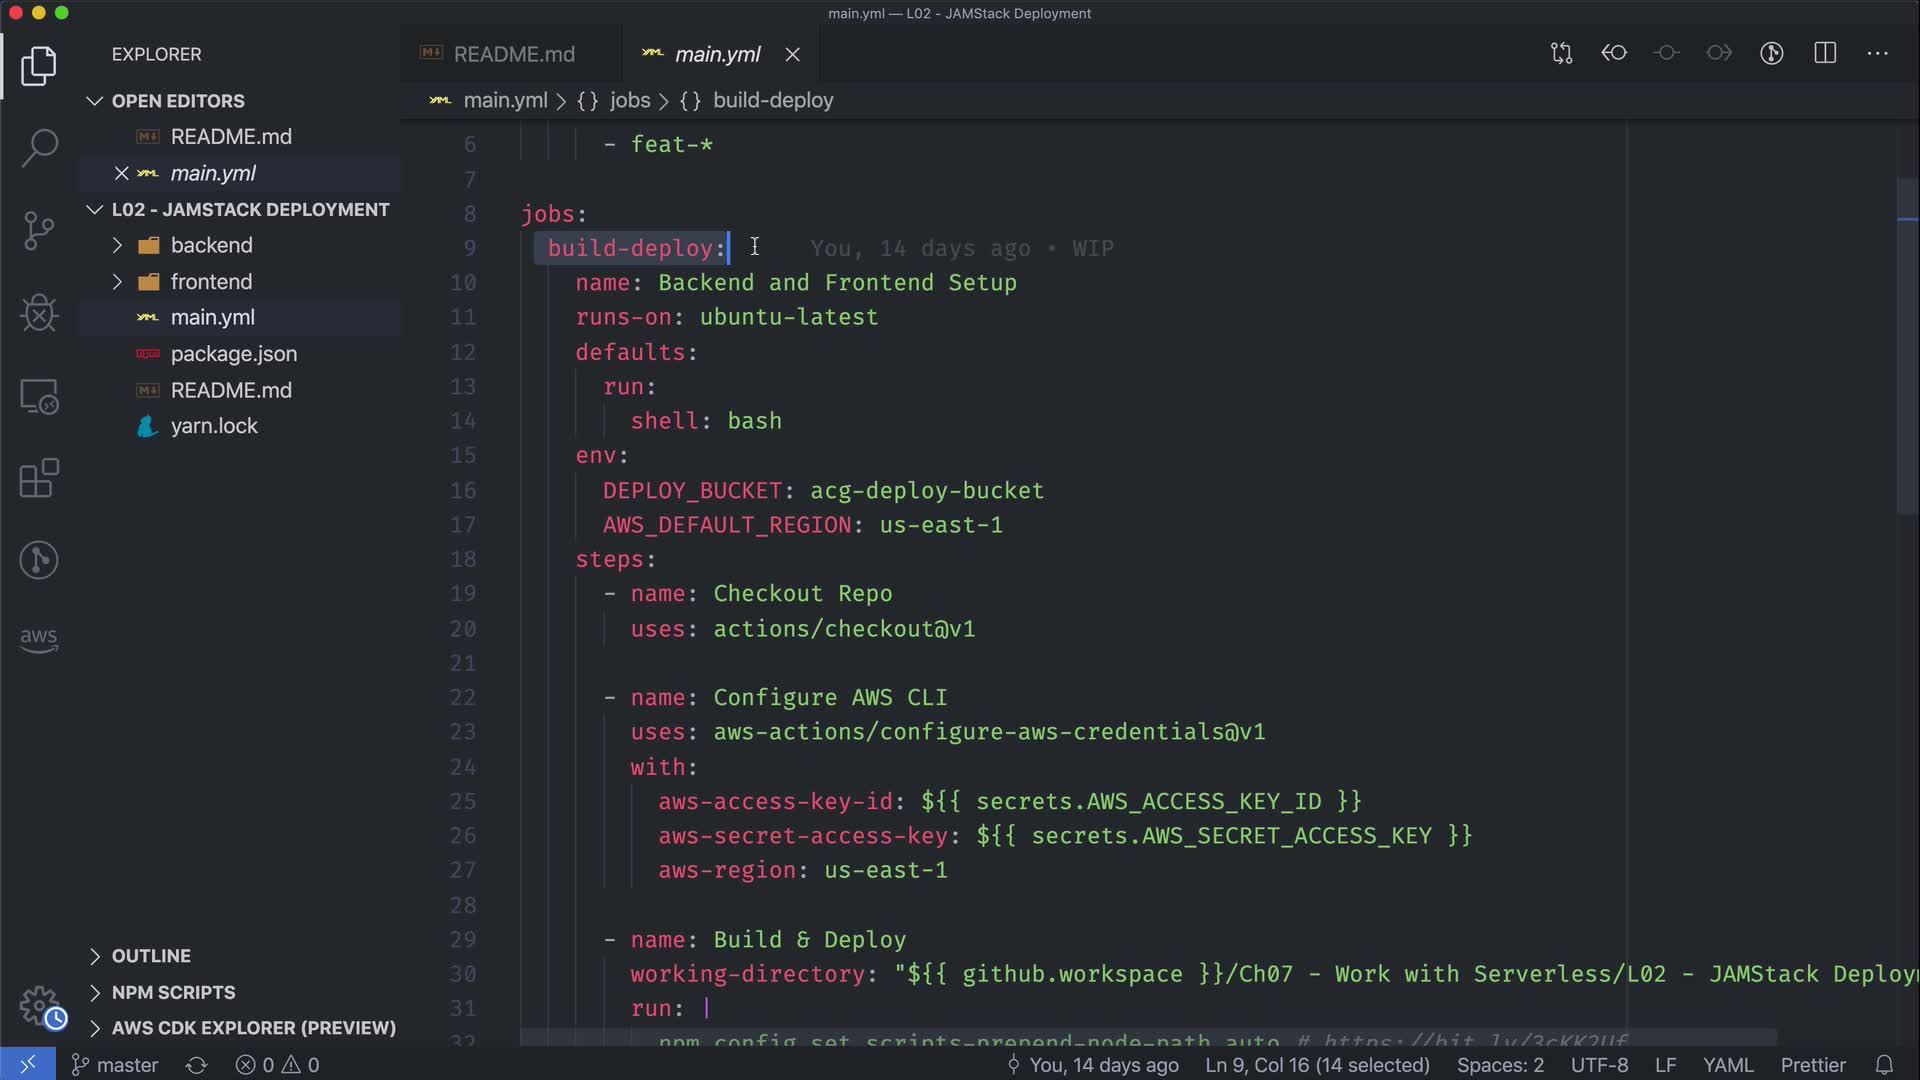 main.yml — L02 - JAMStack Deployment
EXPLORER
README.md
main.yml
OPEN EDITORS
README.md
main.yml
L02 - JAMSTACK DEPLOYMENT
backend
frontend
main.yml
package.json
README.md
yarn.lock
aws
OUTLINE
NPM SCRIPTS
AWS CDK EXPLORER (PREVIEW)
main.yml > {} jobs > {} build-deploy
6 - feat-*
7
8 jobs:
9 build-deploy: You, 14 days ago • WIP
10 name: Backend and Frontend Setup
11 runs-on: ubuntu-latest
12 defaults:
13 run:
14 shell: bash
15 env:
16 DEPLOY_BUCKET: acg-deploy-bucket
17 AWS_DEFAULT_REGION: us-east-1
18 steps:
19 - name: Checkout Repo
20 uses: actions/checkout@v1
21
22 - name: Configure AWS CLI
23 uses: aws-actions/configure-aws-credentials@v1
24 with:
25 aws-access-key-id: ${{ secrets.AWS_ACCESS_KEY_ID }}
26 aws-secret-access-key: ${{ secrets.AWS_SECRET_ACCESS_KEY }}
27 aws-region: us-east-1
28
29 - name: Build & Deploy
30 working-directory: "${{ github.workspace }}/Ch07 - Work with Serverless/L02 - JAMStack Deploy
31 run: |
32 npm config set scripts-prepend-node-path auto #
master 0 0 You, 14 days ago Ln 9, Col 16 (14 selected) Spaces: 2 UTF-8 LF YAML Prettier